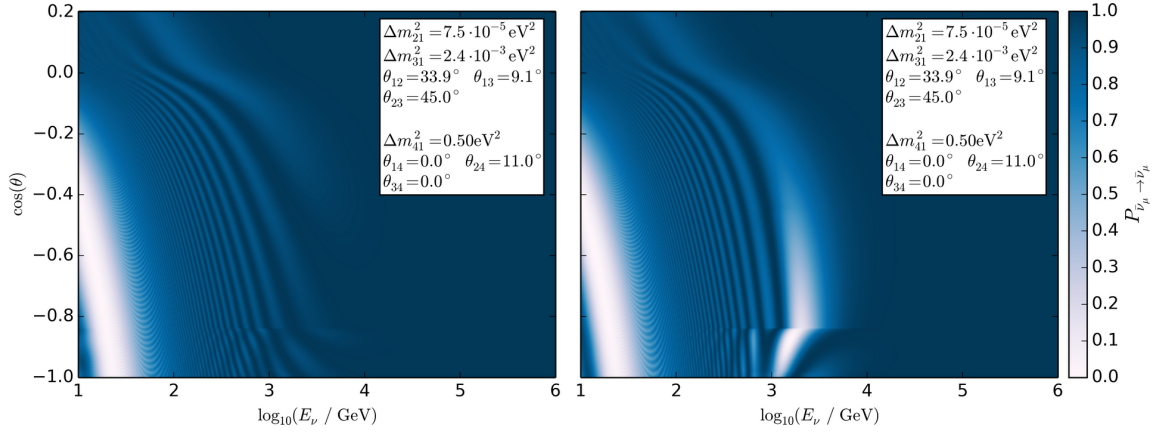 0.2
0.0
−0.2
−0.4
−0.6
−0.8
−1.0
cos(θ)
1 2 3 4 5 6
log₁₀(E_ν / GeV)
Δm²₂₁ = 7.5 · 10⁻⁵ eV²
Δm²₃₁ = 2.4 · 10⁻³ eV²
θ₁₂ = 33.9° θ₁₃ = 9.1°
θ₂₃ = 45.0°
Δm²₄₁ = 0.50eV²
θ₁₄ = 0.0° θ₂₄ = 11.0°
θ₃₄ = 0.0°
1 2 3 4 5 6
log₁₀(E_ν / GeV)
Δm²₂₁ = 7.5 · 10⁻⁵ eV²
Δm²₃₁ = 2.4 · 10⁻³ eV²
θ₁₂ = 33.9° θ₁₃ = 9.1°
θ₂₃ = 45.0°
Δm²₄₁ = 0.50eV²
θ₁₄ = 0.0° θ₂₄ = 11.0°
θ₃₄ = 0.0°
1.0
0.9
0.8
0.7
0.6
0.5
0.4
0.3
0.2
0.1
0.0
P_ν̄_μ→ν̄_μ